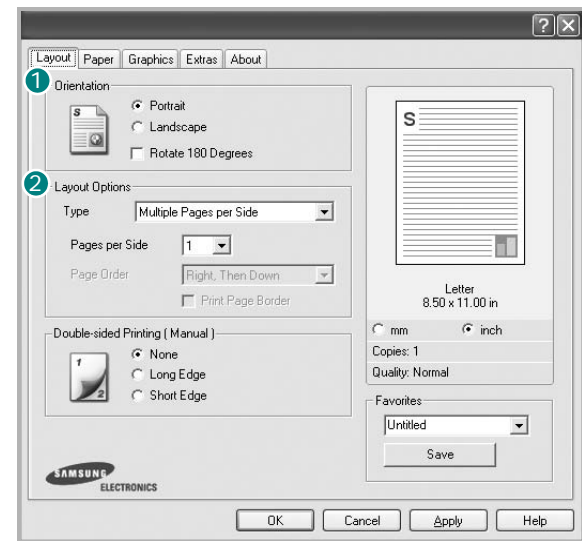 ?
X
Layout Paper Graphics Extras About
1
Orientation
S
Portrait
Landscape
Rotate 180 Degrees
2
Layout Options
Type Multiple Pages per Side
Pages per Side 1
Page Order Right, Then Down
Print Page Border
Double-sided Printing ( Manual )
1
2
None
Long Edge
Short Edge
SAMSUNG
ELECTRONICS
S
Letter
8.50 x 11.00 in
mm inch
Copies: 1
Quality: Normal
Favorites
Untitled
Save
OK Cancel Apply Help